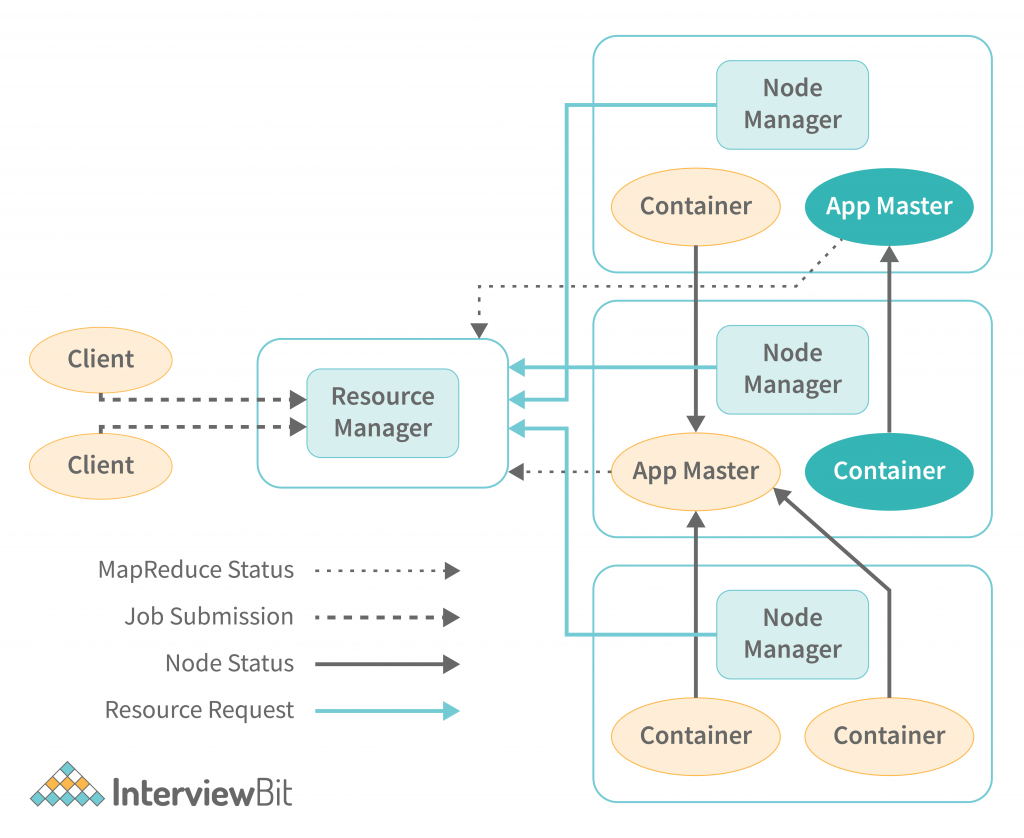 Node
Manager
Container
App Master
Client
Client
Resource
Manager
Node
Manager
App Master
Container
MapReduce Status
Job Submission
Node Status
Resource Request
Node
Manager
Container
Container
InterviewBit